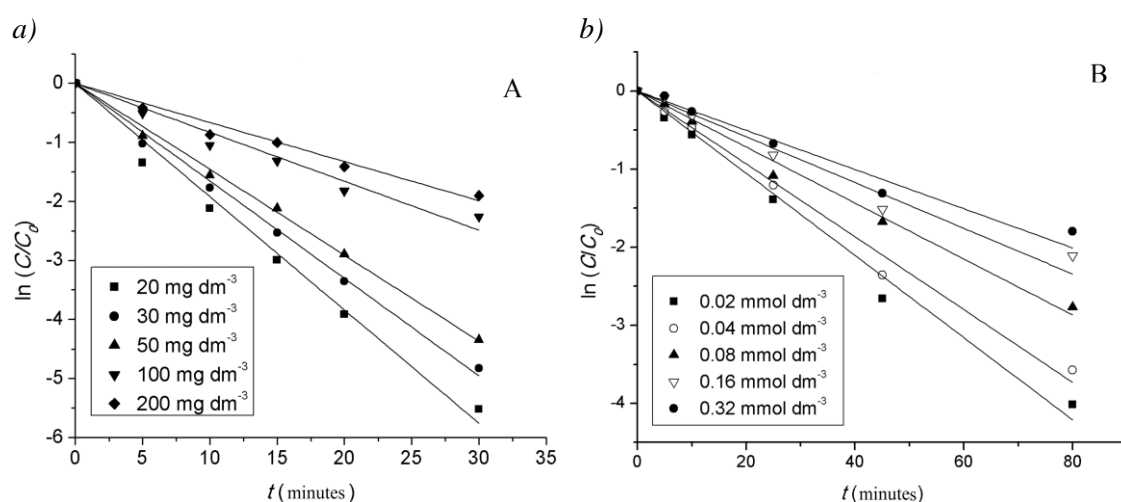 a)
A
ln (C/C₀)
0
-1
-2
-3
-4
-5
-6
20 mg dm⁻³
30 mg dm⁻³
50 mg dm⁻³
100 mg dm⁻³
200 mg dm⁻³
0 5 10 15 20 25 30 35
t (minutes)
b)
B
ln (C/C₀)
0
-1
-2
-3
-4
0.02 mmol dm⁻³
0.04 mmol dm⁻³
0.08 mmol dm⁻³
0.16 mmol dm⁻³
0.32 mmol dm⁻³
0 20 40 60 80
t (minutes)